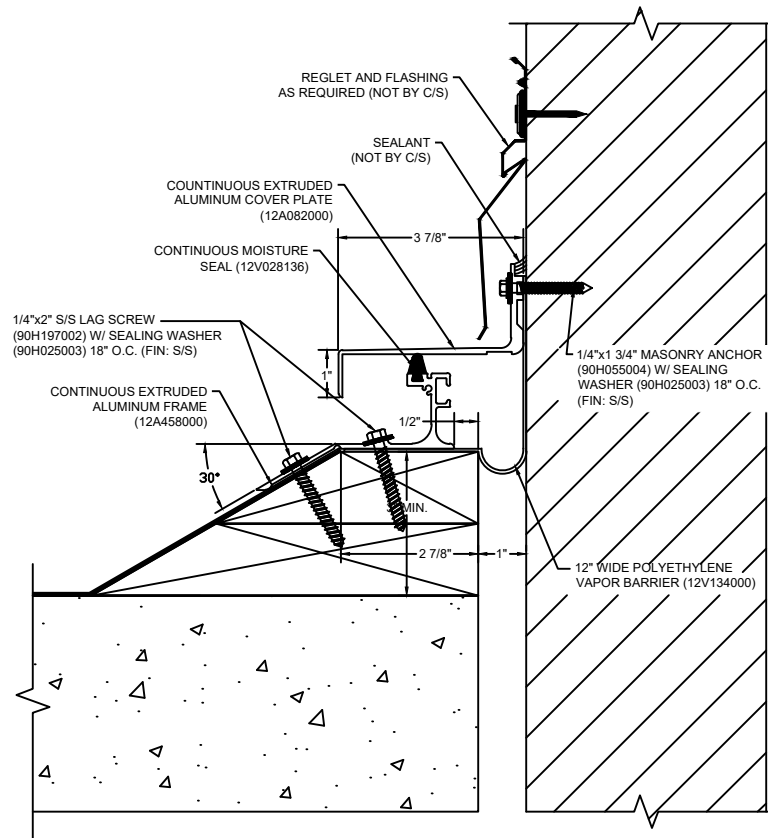 REGLET AND FLASHING
AS REQUIRED (NOT BY C/S)
SEALANT
(NOT BY C/S)
COUNTINUOUS EXTRUDED
ALUMINUM COVER PLATE
(12A082000)
3 7/8"
CONTINUOUS MOISTURE
SEAL (12V028136)
1/4"x2" S/S LAG SCREW
(90H197002) W/ SEALING WASHER
(90H025003) 18" O.C. (FIN: S/S)
1"
1/4"x1 3/4" MASONRY ANCHOR
(90H055004) W/ SEALING
WASHER (90H025003) 18" O.C.
(FIN: S/S)
CONTINUOUS EXTRUDED
ALUMINUM FRAME
(12A458000)
1/2"
30°
MIN.
2 7/8"
1"
12" WIDE POLYETHYLENE
VAPOR BARRIER (12V134000)